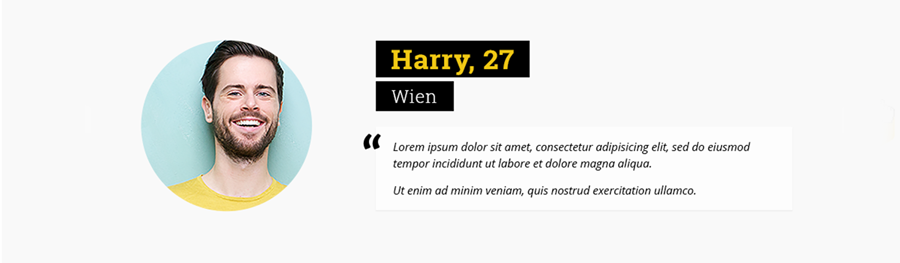 Harry, 27
Wien
“
Lorem ipsum dolor sit amet, consectetur adipisicing elit, sed do eiusmod
tempor incididunt ut labore et dolore magna aliqua.
Ut enim ad minim veniam, quis nostrud exercitation ullamco.